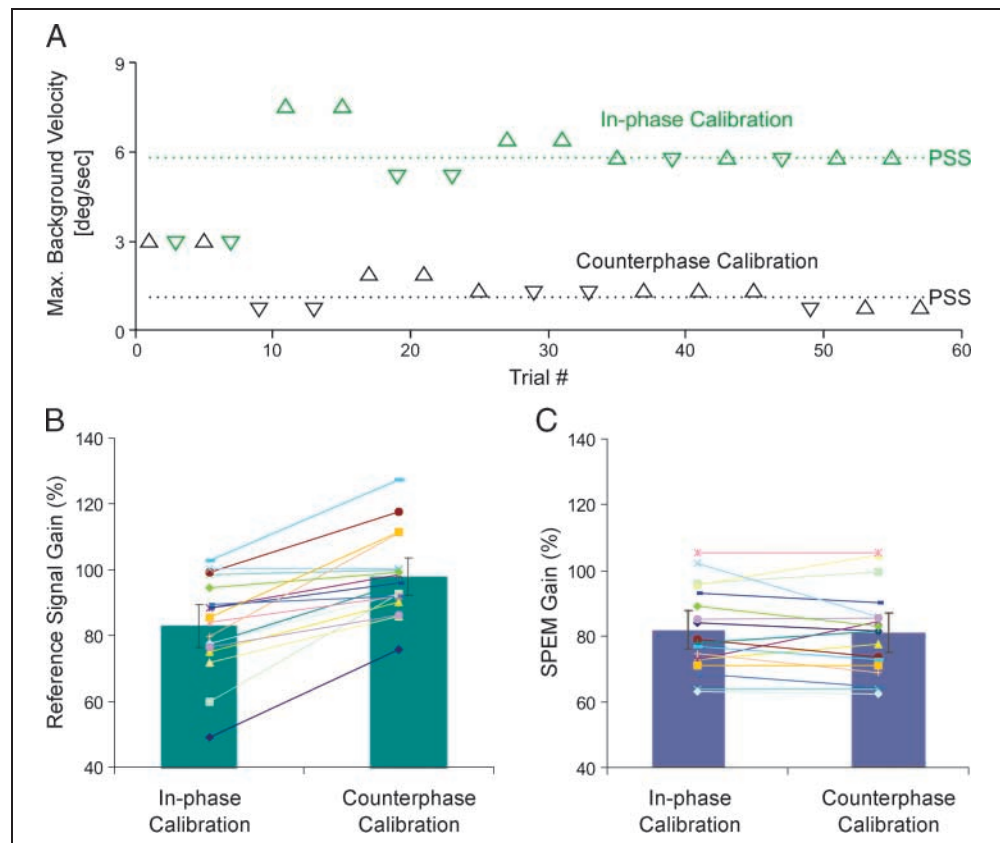 A
Max. Background Velocity
[deg/sec]
9
6
3
0
In-phase Calibration
PSS
Counterphase Calibration
PSS
0
10
20
30
40
50
60
Trial #
B
Reference Signal Gain (%)
140
120
100
80
60
40
In-phase
Calibration
Counterphase
Calibration
C
SPEM Gain (%)
140
120
100
80
60
40
In-phase
Calibration
Counterphase
Calibration